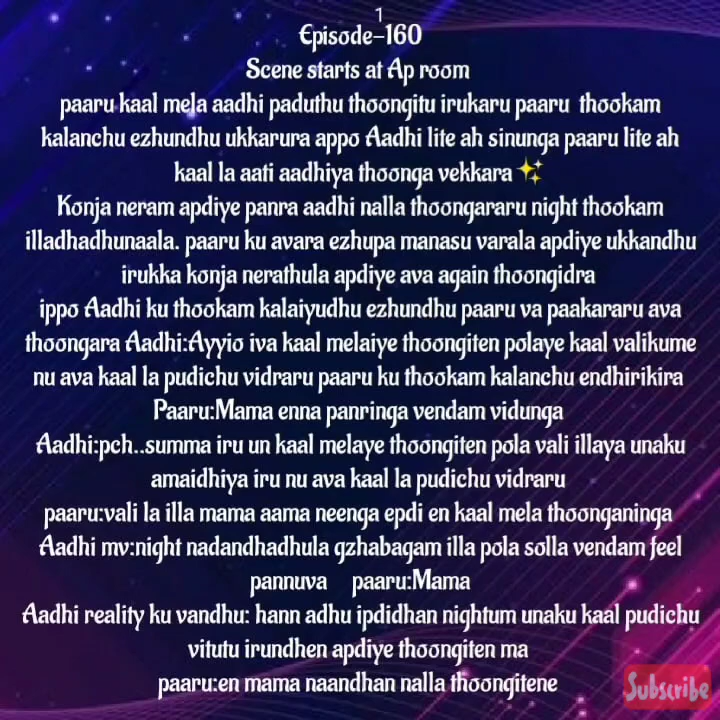 1
Episode-160
Scene starts at Ap room
paaru kaal mela aadhi paduthu thoongitu irukaru paaru thookam
kalanchu ezhundhu ukkarura appo Aadhi lite ah sinunga paaru lite ah
kaal la aati aadhiya thoonga vekkara✨
Konja neram apdiye panra aadhi nalla thoongararu night thookam
illadhadhunaala. paaru ku avara ezhupa manasu varala apdiye ukkandhu
irukka konja nerathula apdiye ava again thoongidra
ippo Aadhi ku thookam kalaiyudhu ezhundhu paaru va paakararu ava
thoongara Aadhi:Ayyio iva kaal melaiye thoongiten polaye kaal valikume
nu ava kaal la pudichu vidraru paaru ku thookam kalanchu endhirikira
Paaru:Mama enna panringa vendam vidunga
Aadhi:pch..summa iru un kaal melaye thoongiten pola vali illaya unaku
amaidhiya iru nu ava kaal la pudichu vidraru
paaru:vali la illa mama aama neenga epdi en kaal mela thoonganinga
Aadhi mv:night nadandhadhula gzhabagam illa pola solla vendam feel
pannuva paaru:Mama
Aadhi reality ku vandhu: hann adhu ipdidhan nightum unaku kaal pudichu
vitutu irundhen apdiye thoongiten ma
paaru:en mama naandhan nalla thoongitene
Subscribe